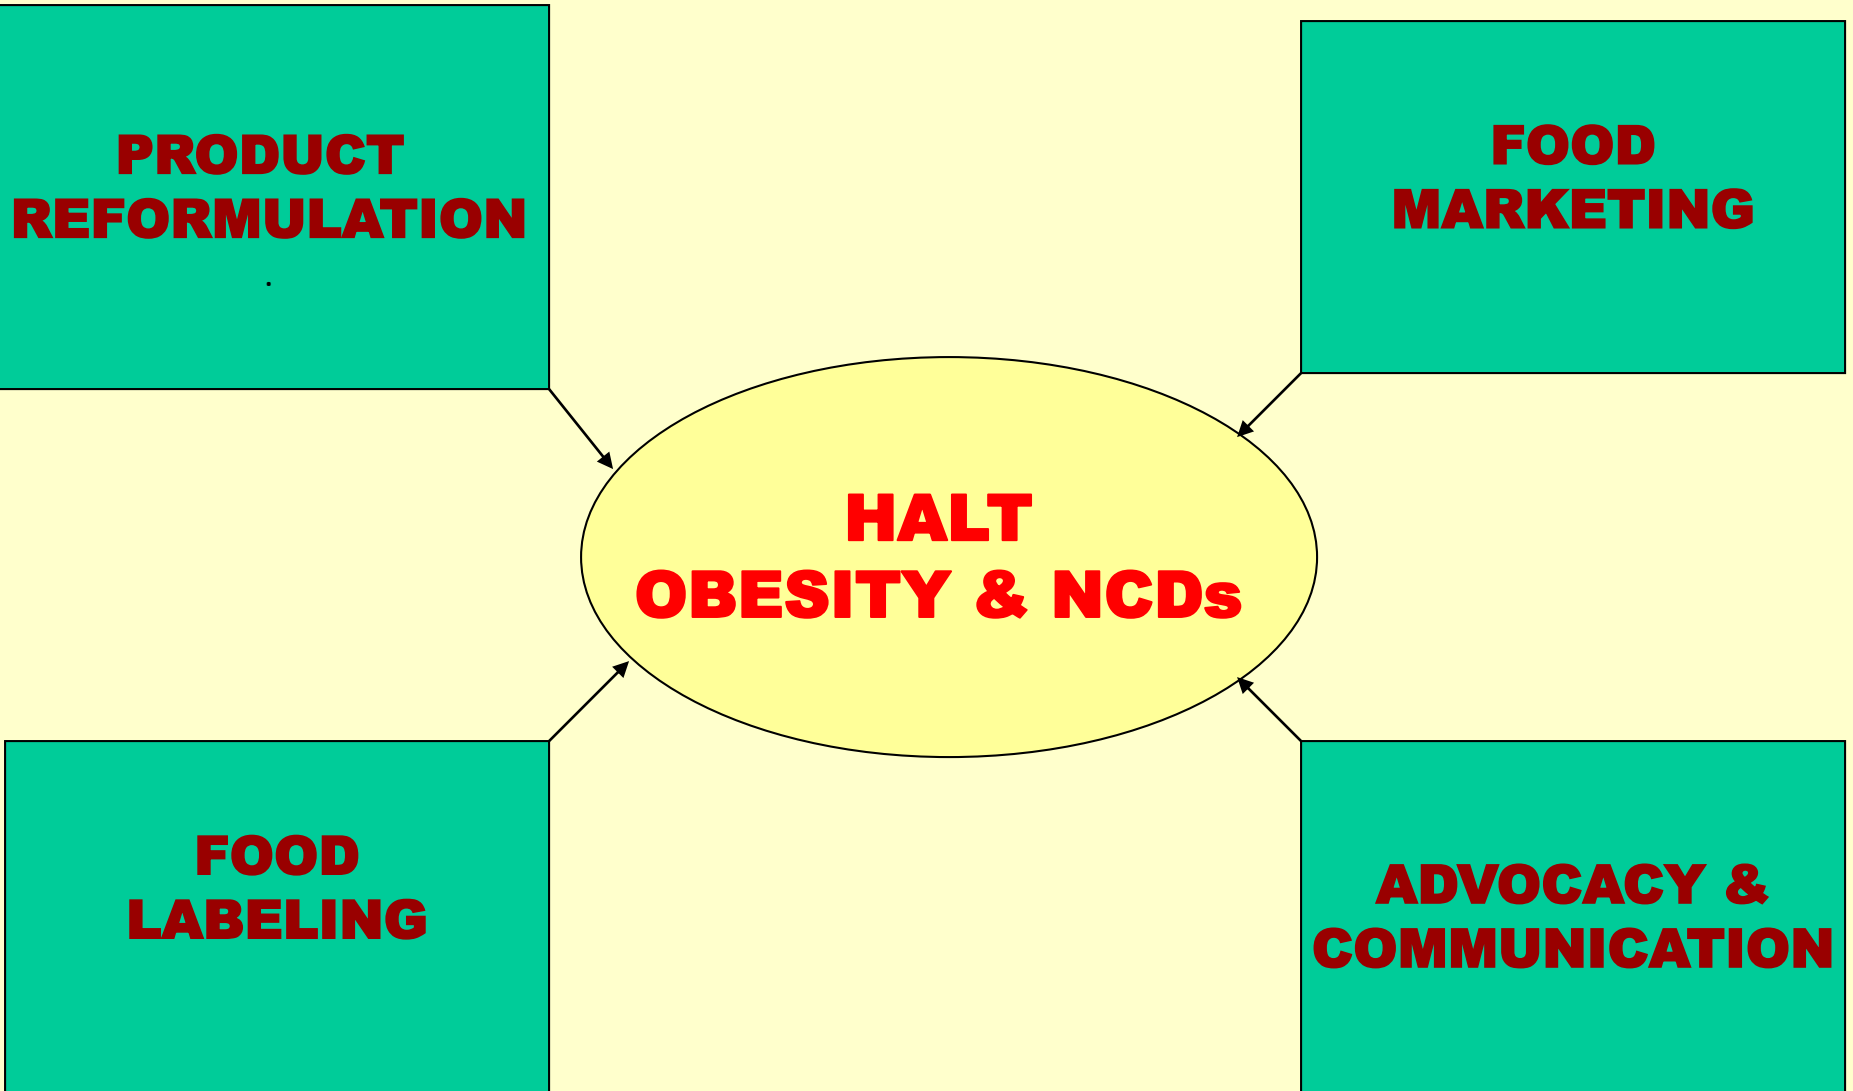 PRODUCT
REFORMULATION
.
FOOD
MARKETING
HALT
OBESITY & NCDs
FOOD
LABELING
ADVOCACY &
COMMUNICATION